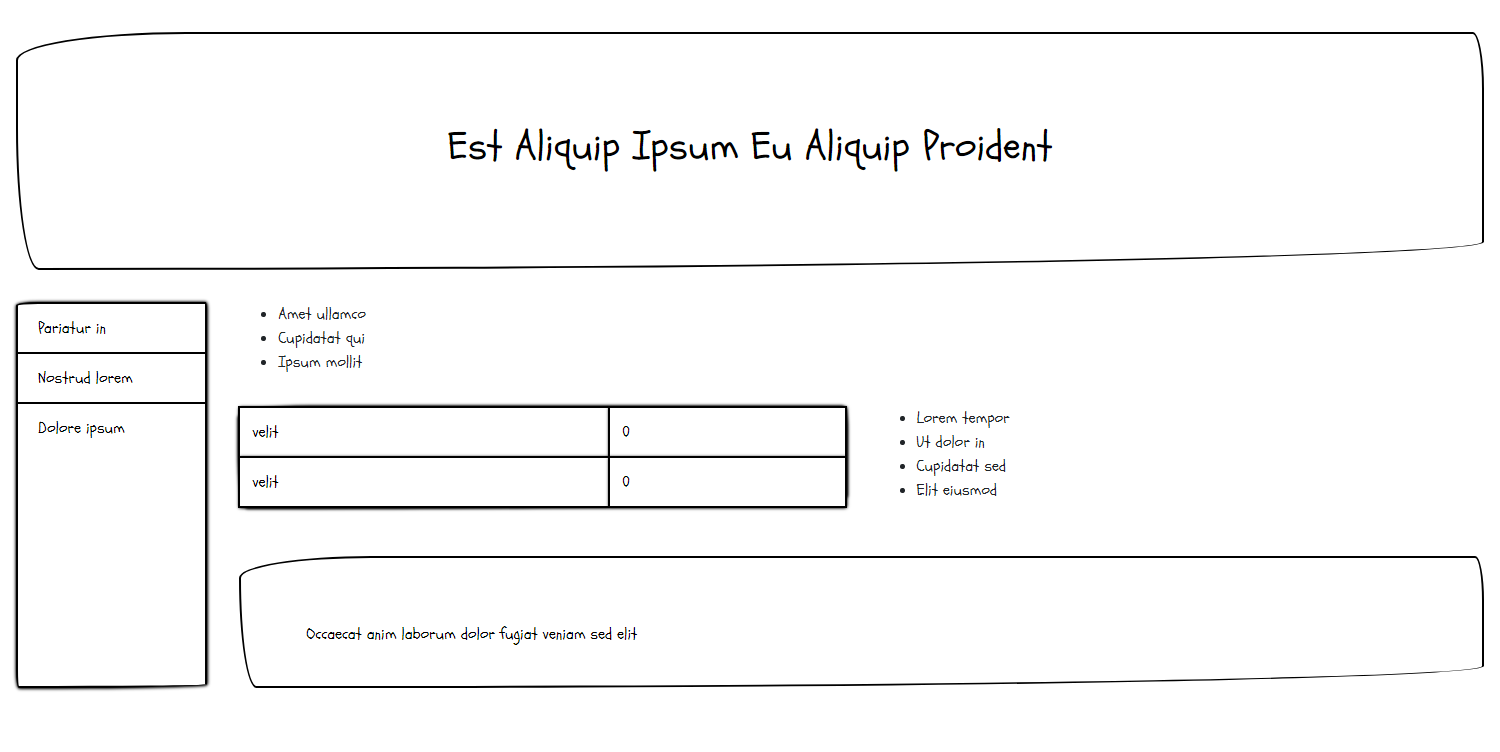 Est Aliquip Ipsum Eu Aliquip Proident
Pariatur in
Nostrud lorem
Dolore ipsum
Amet ullamco
Cupidatat qui
Ipsum mollit
velit 0
velit 0
Lorem tempor
Ut dolor in
Cupidatat sed
Elit eiusmod
Occaecat anim laborum dolor fugiat veniam sed elit